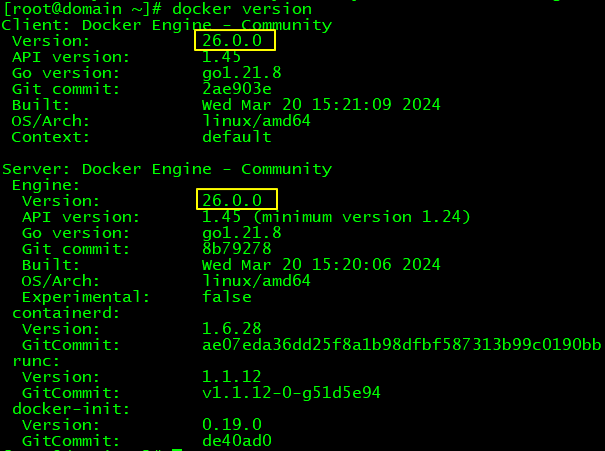 [root@domain ~]# docker version
Client: Docker Engine - Community
Version: 26.0.0
API version: 1.45
Go version: go1.21.8
Git commit: 2ae903e
Built: Wed Mar 20 15:21:09 2024
OS/Arch: linux/amd64
Context: default
Server: Docker Engine - Community
Engine:
Version: 26.0.0
API version: 1.45 (minimum version 1.24)
Go version: go1.21.8
Git commit: 8b79278
Built: Wed Mar 20 15:20:06 2024
OS/Arch: linux/amd64
Experimental: false
containerd:
Version: 1.6.28
GitCommit: ae07eda36dd25f8a1b98dfbf587313b99c0190bb
runc:
Version: 1.1.12
GitCommit: v1.1.12-0-g51d5e94
docker-init:
Version: 0.19.0
GitCommit: de40ad0